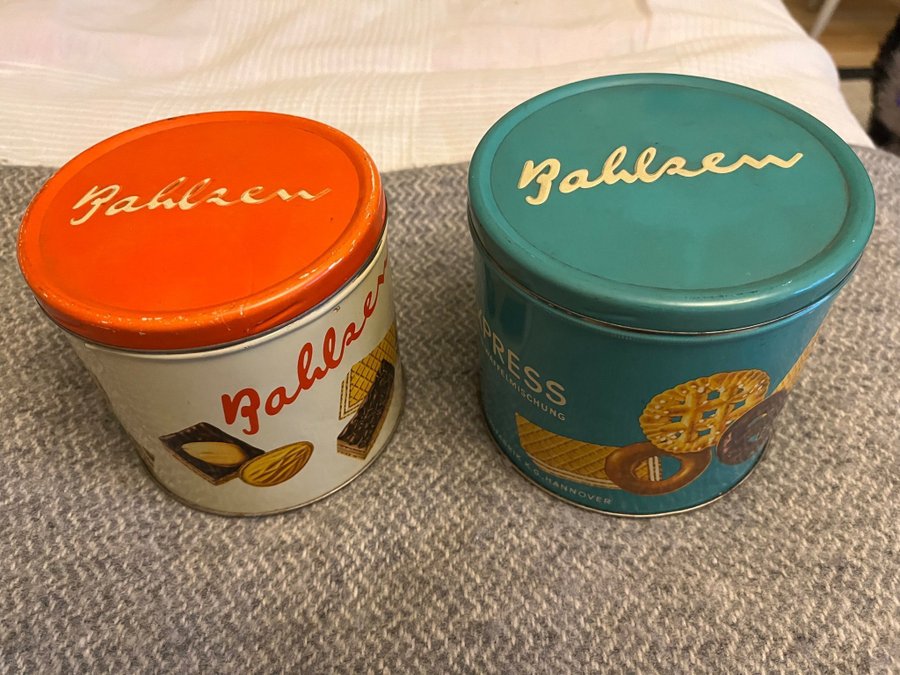 Bahlsen
Bahlsen
Bahlsen
PRESS
MISCHUNG
K.G. HANNOVER